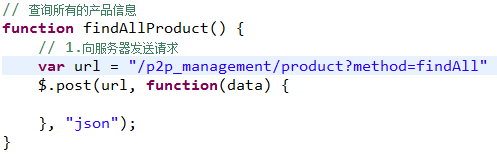 // 查询所有的产品信息
function findAllProduct() {
    // 1.向服务器发送请求
    var url = "/p2p_management/product?method=findAll"
    $.post(url, function(data) {

    }, "json");
}